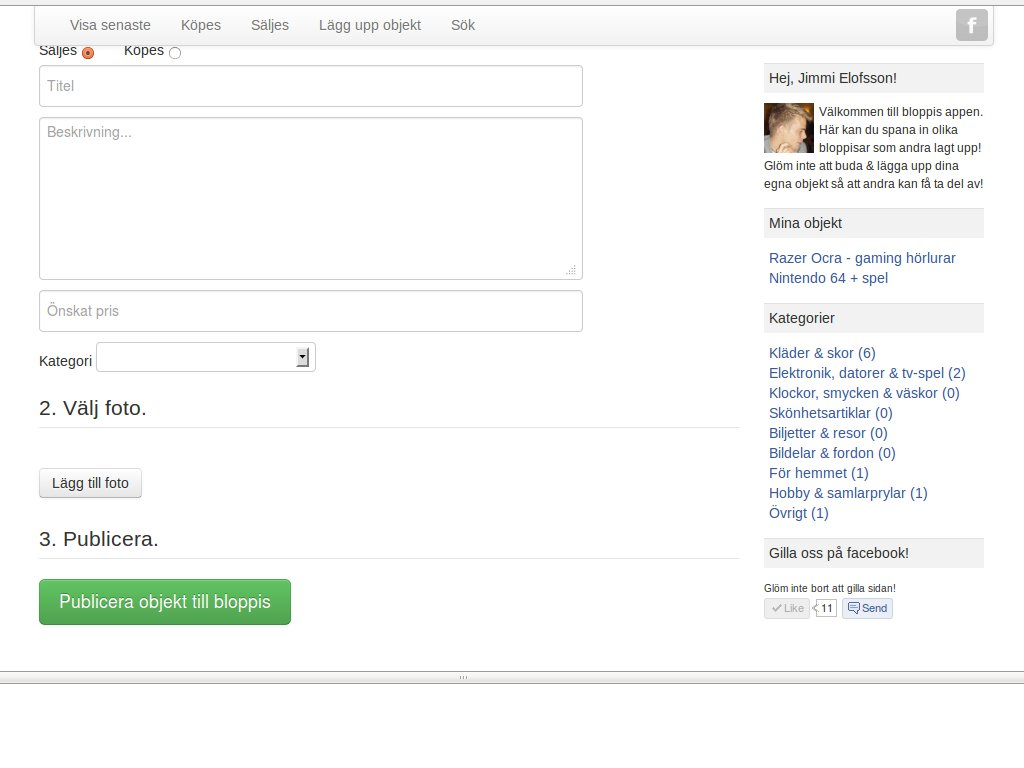 Visa senaste Köpes Säljes Lägg upp objekt Sök f
Säljes Köpes
Titel
Beskrivning...
Önskat pris
Kategori
2. Välj foto.
Lägg till foto
3. Publicera.
Publicera objekt till bloppis
Hej, Jimmi Elofsson!
Välkommen till bloppis appen.
Här kan du spana in olika
bloppisar som andra lagt upp!
Glöm inte att buda & lägga upp dina
egna objekt så att andra kan få ta del av!
Mina objekt
Razer Ocra - gaming hörlurar
Nintendo 64 + spel
Kategorier
Kläder & skor (6)
Elektronik, datorer & tv-spel (2)
Klockor, smycken & väskor (0)
Skönhetsartiklar (0)
Biljetter & resor (0)
Bildelar & fordon (0)
För hemmet (1)
Hobby & samlarprylar (1)
Övrigt (1)
Gilla oss på facebook!
Glöm inte bort att gilla sidan!
Like 11 Send